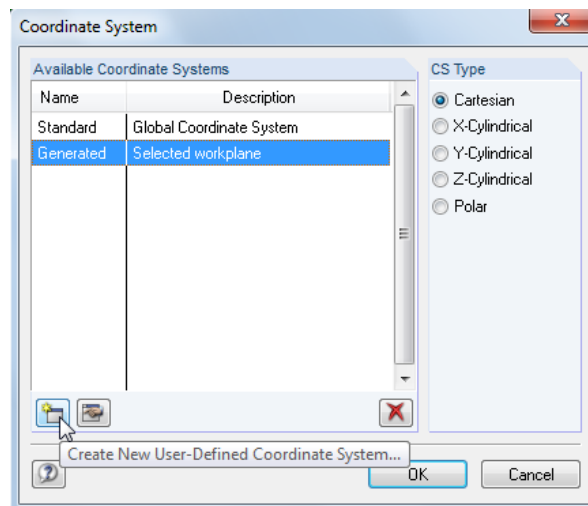 Coordinate System
Available Coordinate Systems
CS Type
Name Description
Standard Global Coordinate System
Generated Selected workplane
Cartesian
X-Cylindrical
Y-Cylindrical
Z-Cylindrical
Polar
Create New User-Defined Coordinate System...
OK Cancel